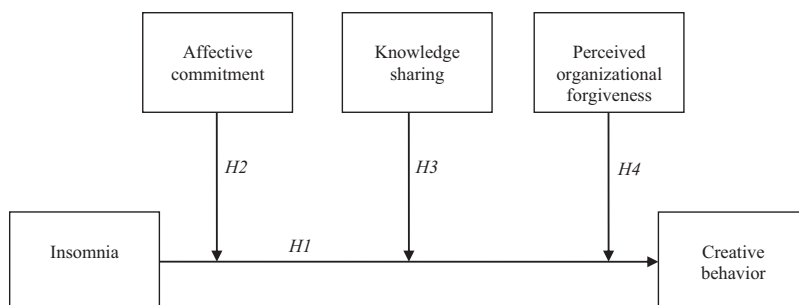 Affective
commitment
Knowledge
sharing
Perceived
organizational
forgiveness
H2
H3
H4
Insomnia
H1
Creative
behavior